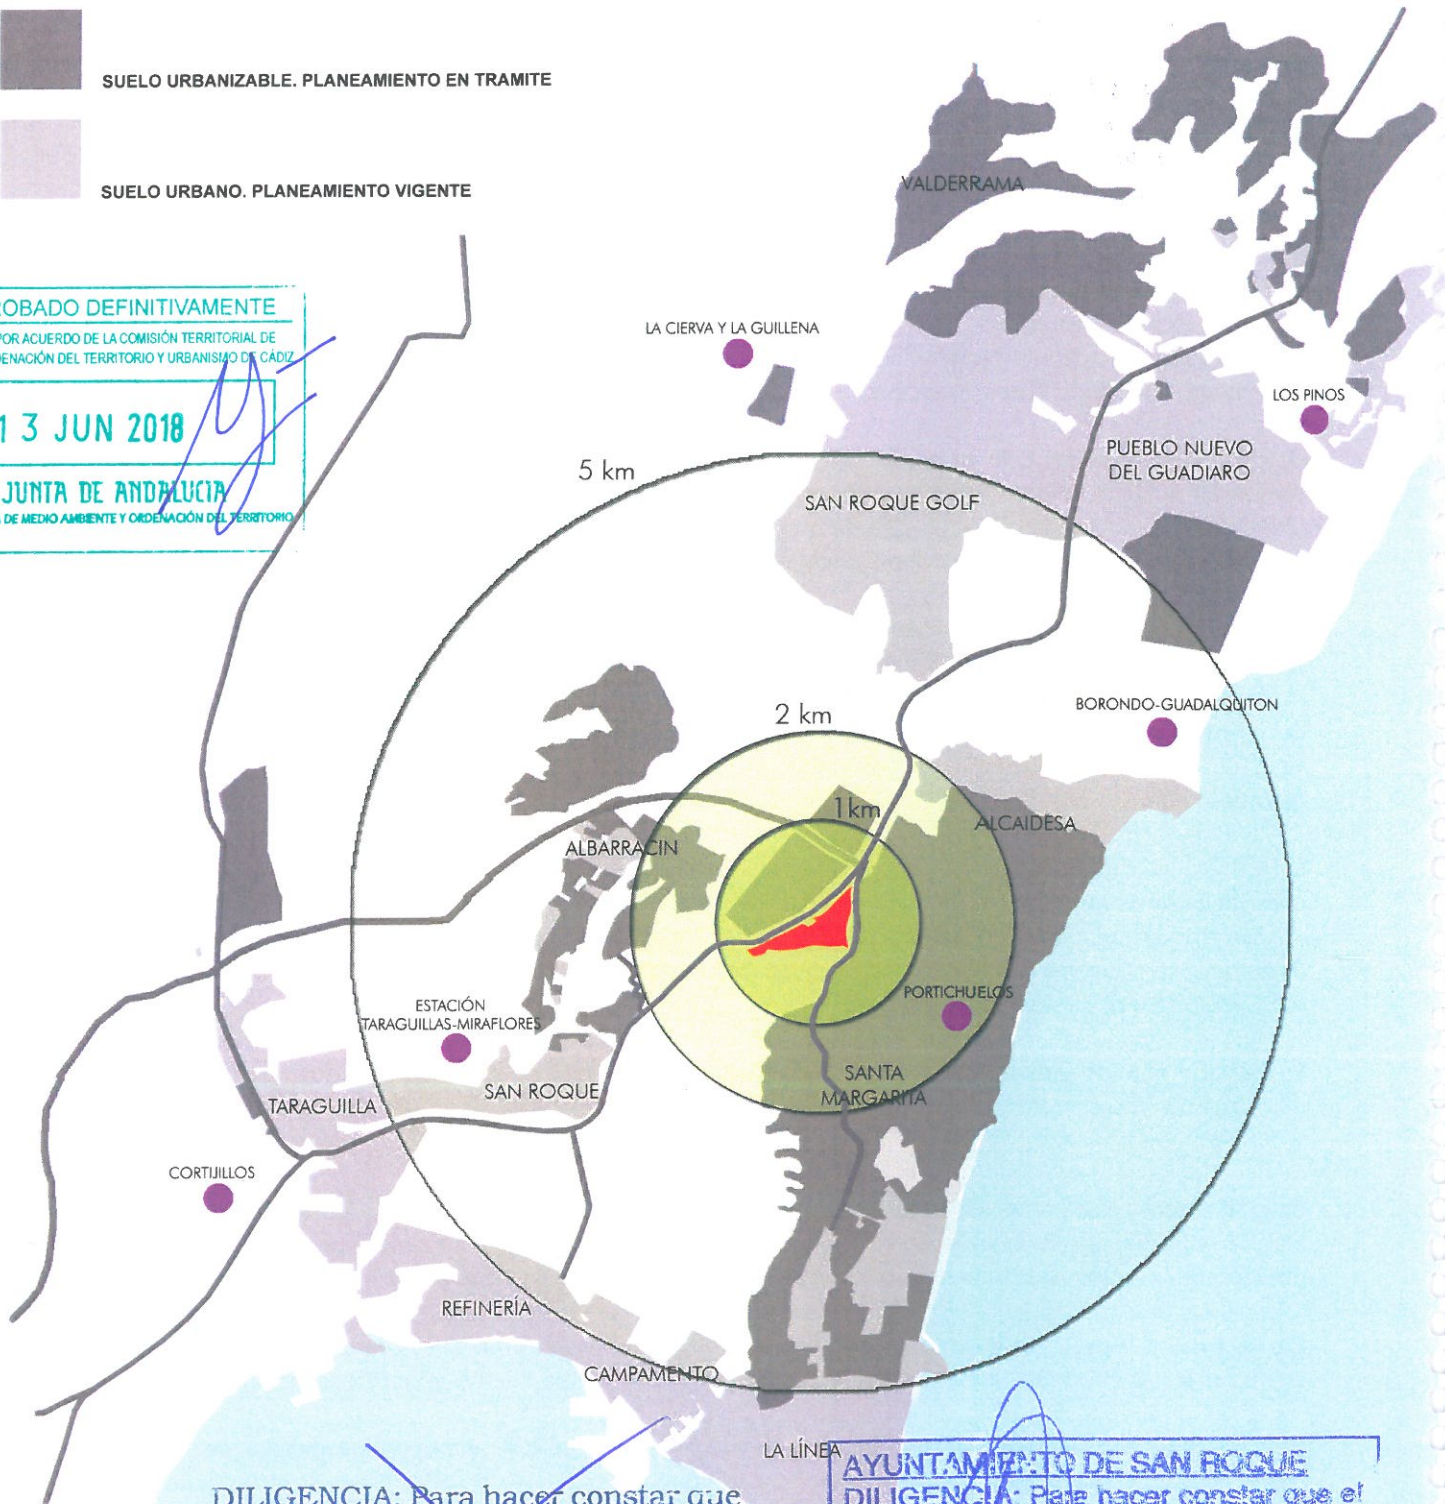 SUELO URBANIZABLE. PLANEAMIENTO EN TRAMITE
SUELO URBANO. PLANEAMIENTO VIGENTE
OBADO DEFINITIVAMENTE
POR ACUERDO DE LA COMISIÓN TERRITORIAL DE
ENACIÓN DEL TERRITORIO Y URBANISMO DE CÁDIZ
1 3 JUN 2018
JUNTA DE ANDALUCIA
DE MEDIO AMBIENTE Y ORDENACIÓN DEL TERRITORIO
VALDERRAMA
LA CIERVA Y LA GUILLENA
LOS PINOS
PUEBLO NUEVO
DEL GUADIARO
5 km
SAN ROQUE GOLF
BORONDO-GUADALQUITON
2 km
1km
ALCAIDESA
ALBARRACIN
PORTICHUELOS
ESTACIÓN
TARAGUILLAS-MIRAFLORES
SANTA
MARGARITA
SAN ROQUE
TARAGUILLA
CORTIJILLOS
REFINERÍA
CAMPAMENTO
LA LÍNEA
AYUNTAMIENTO DE SAN ROQUE
DILIGENCIA: Para hacer constar que
DILIGENCIA: Para hacer constar que el